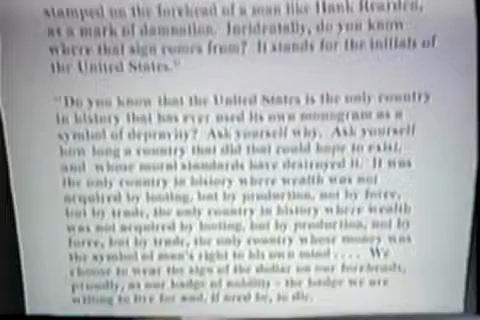 stamped on the forehead of a man like Hank Rearden,
as a mark of damnation. Incidentally, do you know
where that sign comes from? It stands for the initials of
the United States."
"Do you know that the United States is the only country
in history that has ever used its own monogram as a
symbol of depravity? Ask yourself why. Ask yourself
how long a country that did that could hope to exist,
and whose moral standards have destroyed it. It was
the only country in history where wealth was not
acquired by looting, but by production, not by force,
but by trade, the only country in history where wealth
was not acquired by looting, but by production, not by
force, but by trade, the only country whose money was
the symbol of man's right to his own mind . . . . We
choose to wear the sign of the dollar on our foreheads,
proudly, as our badge of nobility - the badge we are
willing to live for and, if need be, to die.